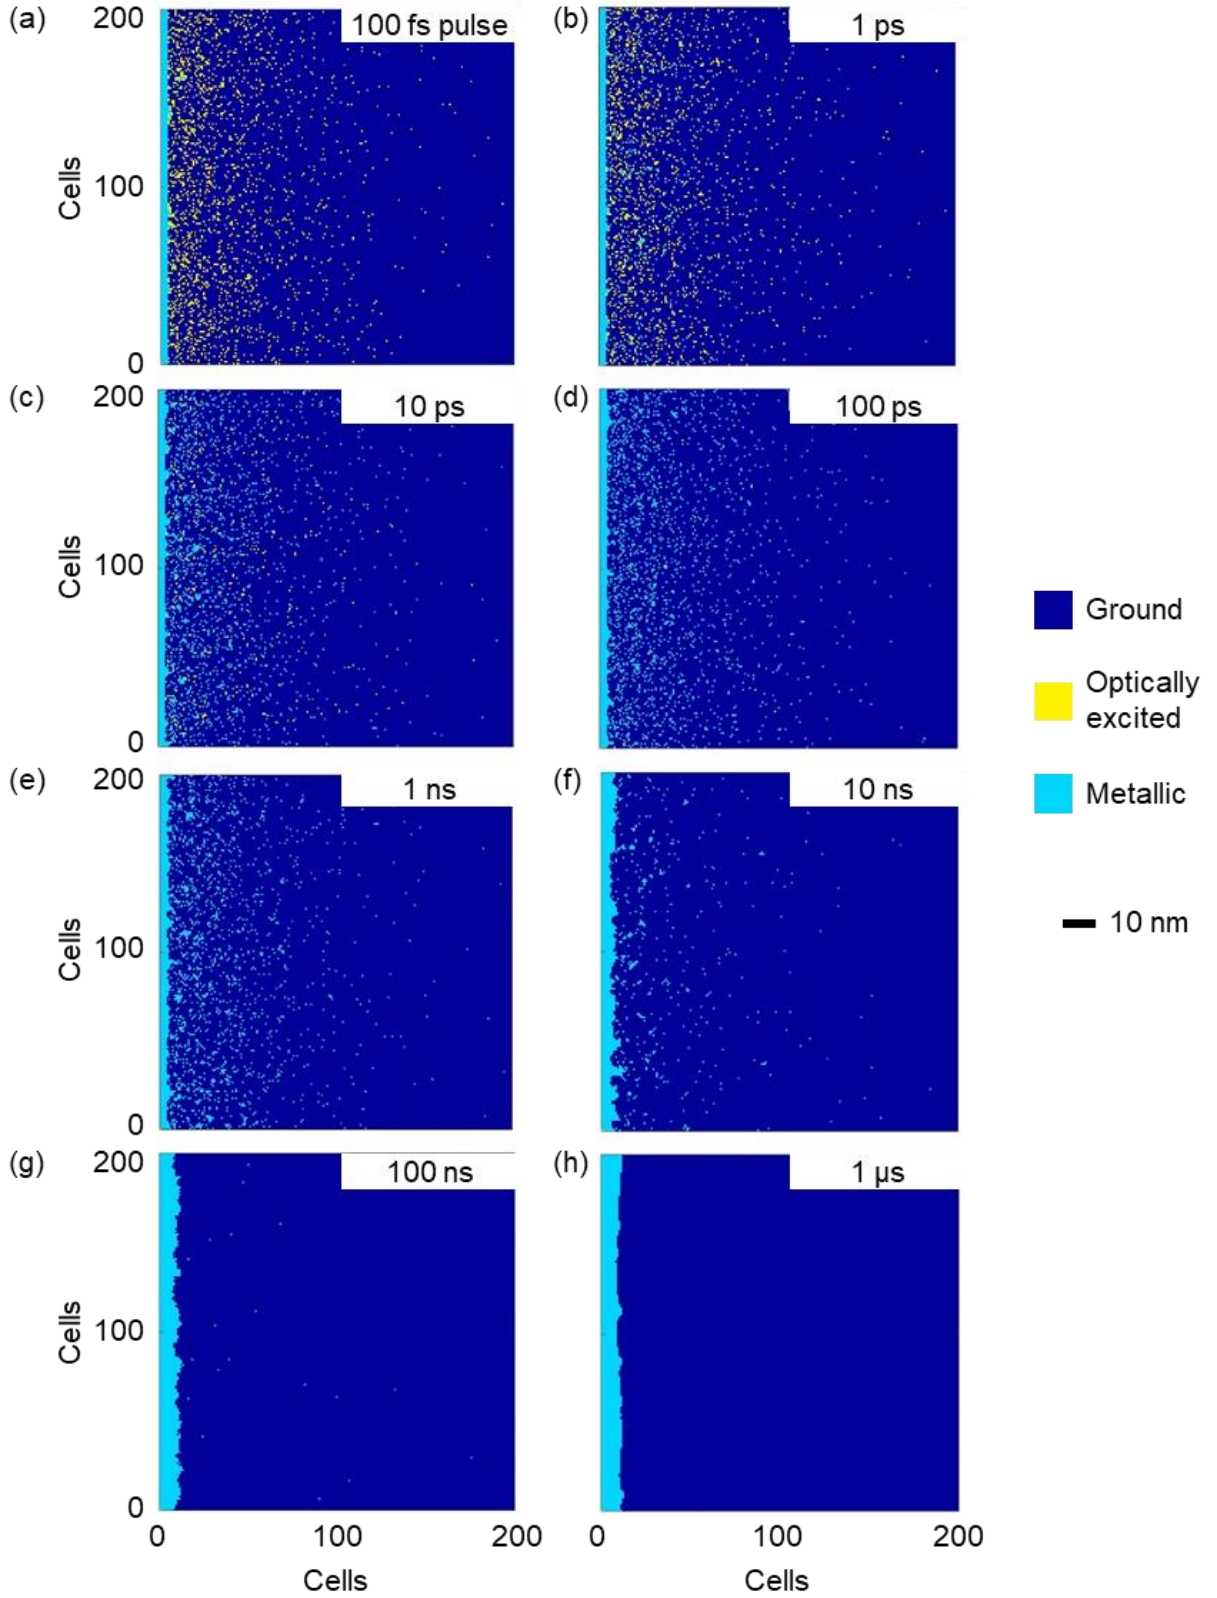 (a)
200
100 fs pulse
(b)
1 ps
Cells
100
0
(c)
200
10 ps
(d)
100 ps
Cells
100
0
Ground
Optically
excited
Metallic
10 nm
(e)
200
1 ns
(f)
10 ns
Cells
100
0
(g)
200
100 ns
(h)
1 µs
Cells
100
0
0
100
200
0
100
200
Cells
Cells